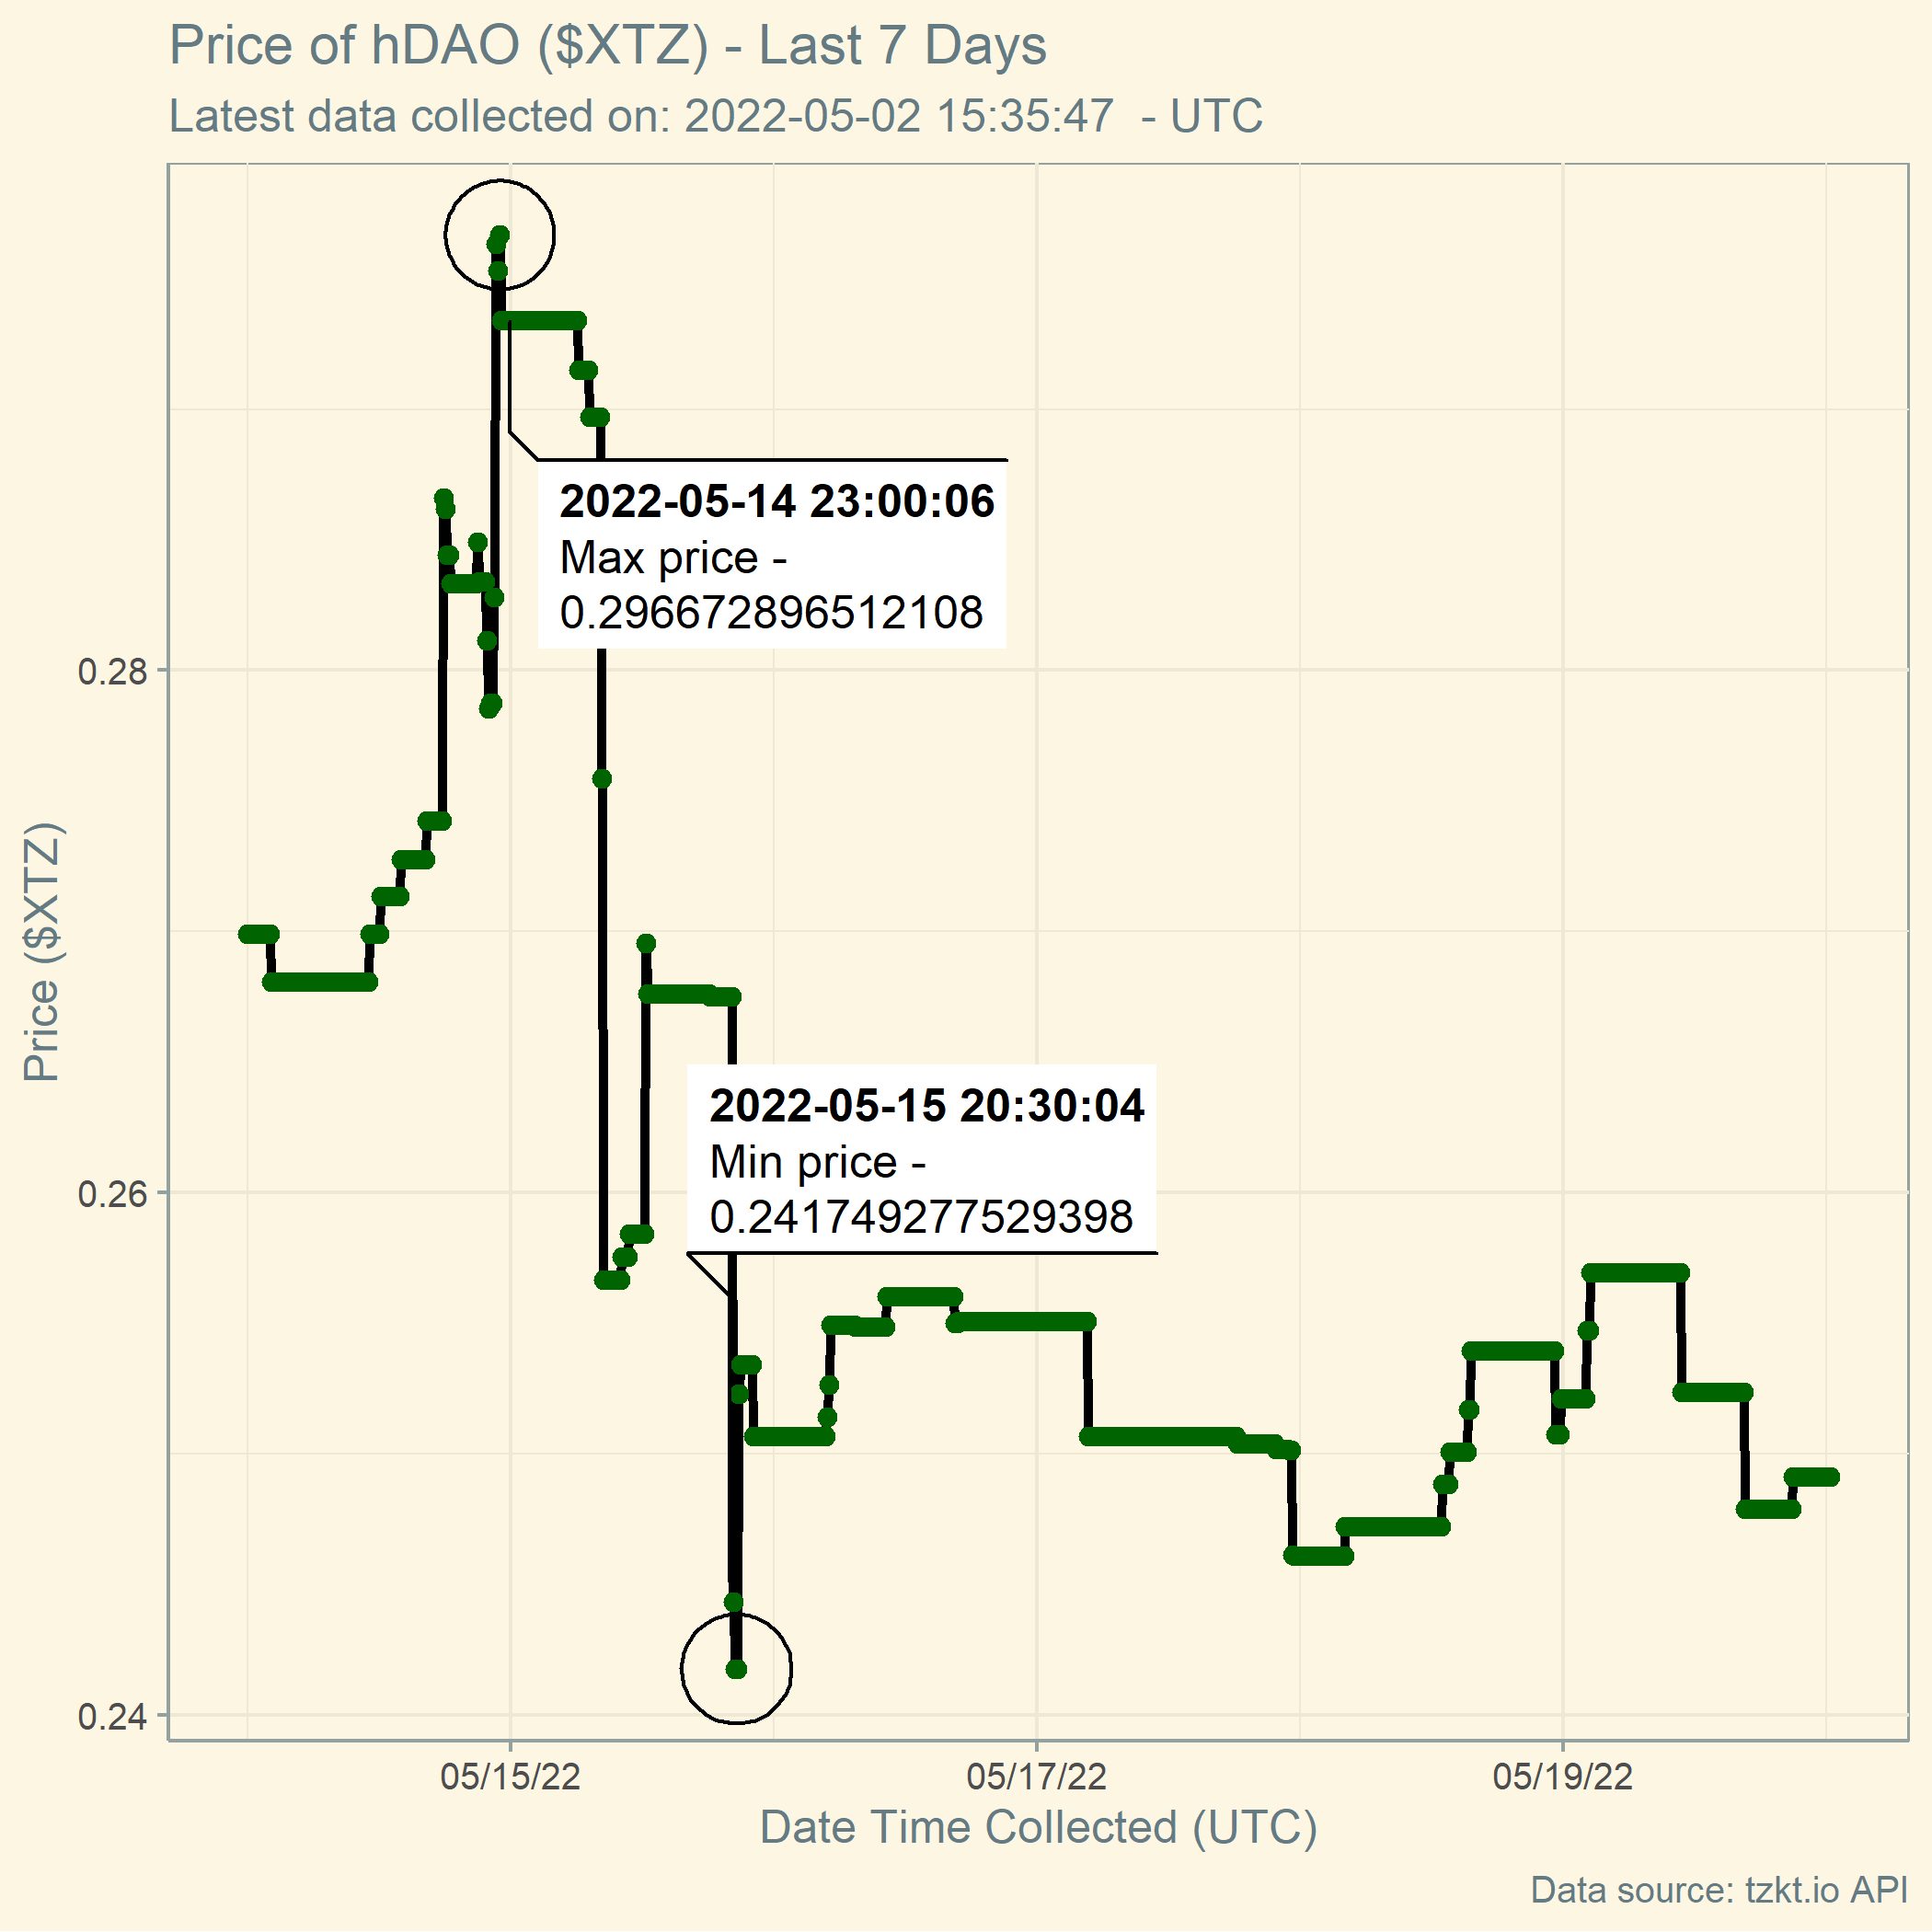 Price of hDAO ($XTZ) - Last 7 Days
Latest data collected on: 2022-05-02 15:35:47  - UTC
2022-05-14 23:00:06
Max price -
0.296672896512108
0.28
Price ($XTZ)
2022-05-15 20:30:04
Min price -
0.241749277529398
0.26
0.24
05/15/22
05/17/22
05/19/22
Date Time Collected (UTC)
Data source: tzkt.io API